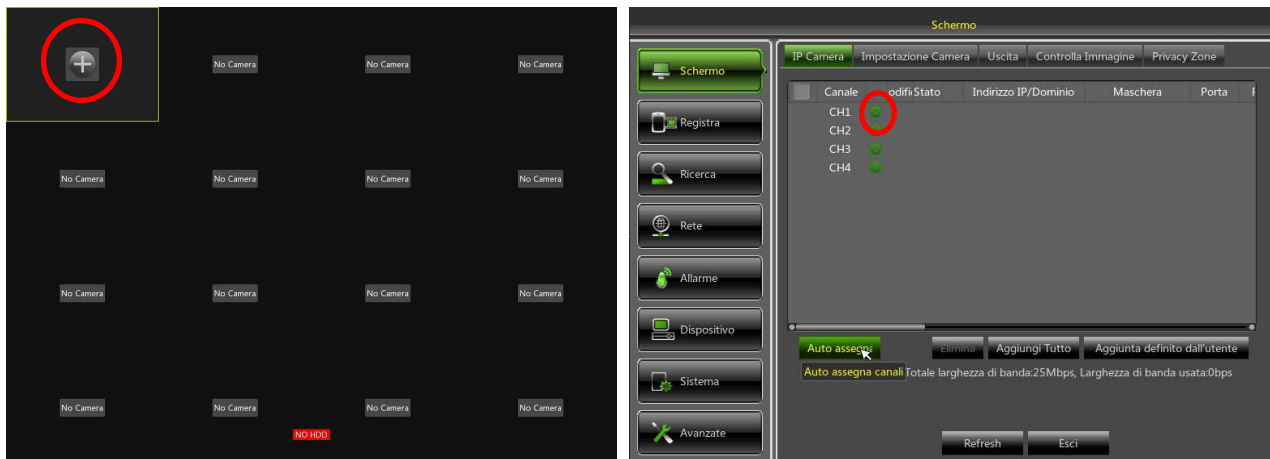 No Camera No Camera No Camera
No Camera No Camera No Camera No Camera
No Camera No Camera No Camera No Camera
No Camera No Camera No Camera No Camera
NO HDD
Schermo
Schermo
Registra
Ricerca
Rete
Allarme
Dispositivo
Sistema
Avanzate
IP Camera Impostazione Camera Uscita Controlla Immagine Privacy Zone
Canale odifi Stato Indirizzo IP/Dominio Maschera Porta
CH1
CH2
CH3
CH4
Auto assegna Elimina Aggiungi Tutto Aggiunta definito dall'utente
Auto assegna canali Totale larghezza di banda:25Mbps, Larghezza di banda usata:0bps
Refresh Esci